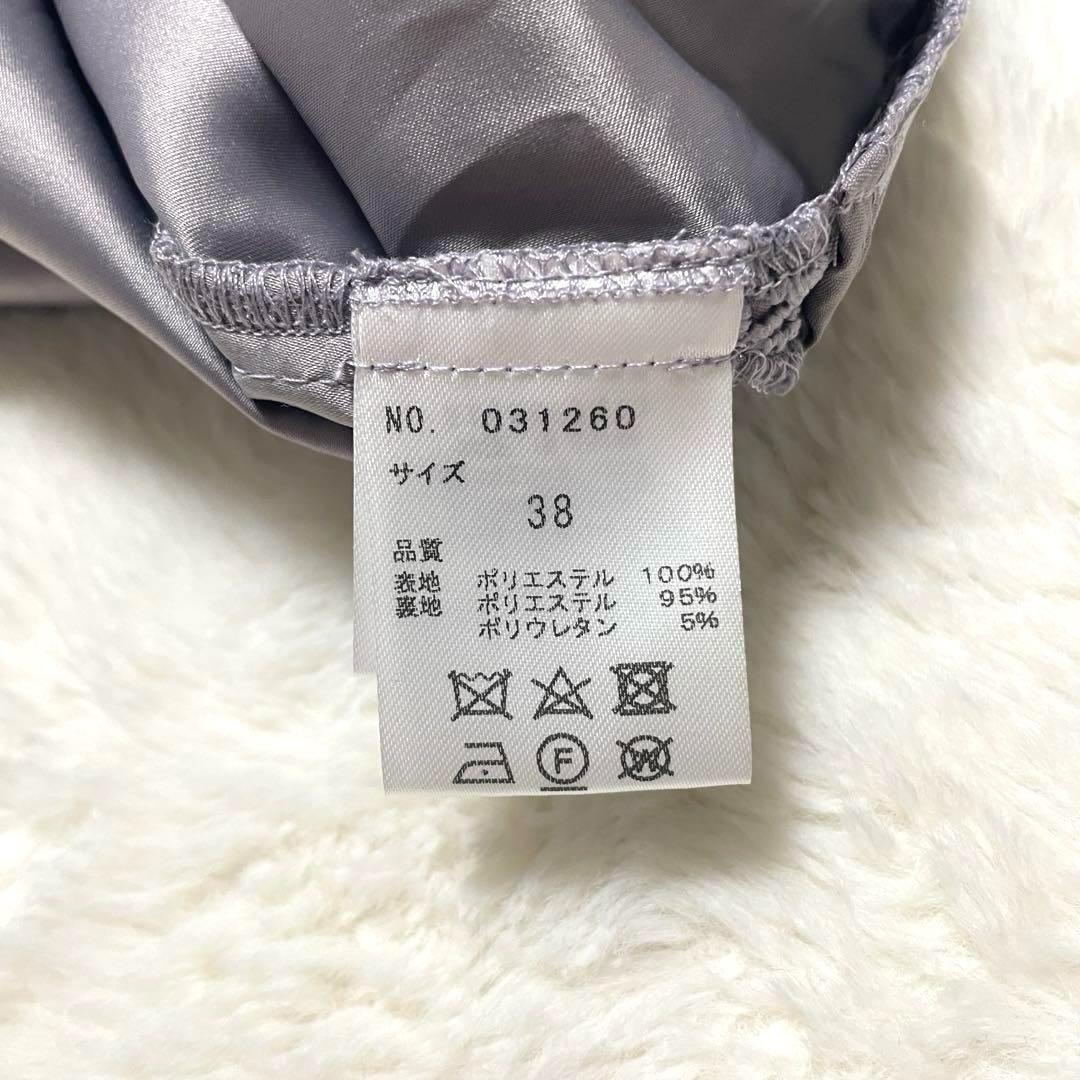 NO. 031260
サイズ
38
品質
表地 ポリエステル 100%
裏地 ポリエステル 95%
ポリウレタン 5%
F W